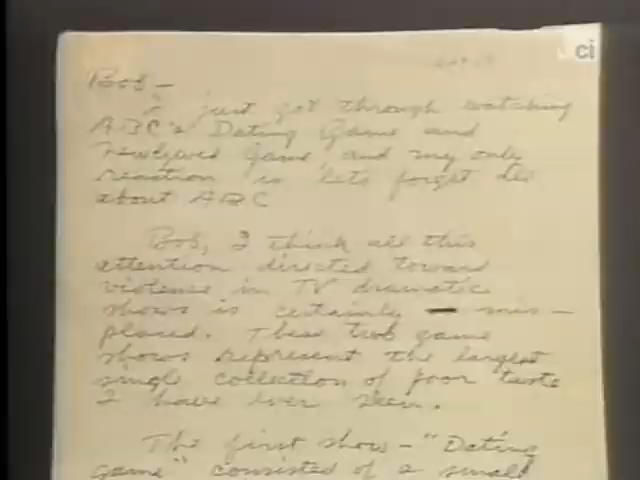 ci
Bob –
I just got through watching
ABC's Dating Game and
Newlywed Game, and my only
reaction is let's forget all
about ABC
Bob, I think all this
attention directed toward
violence in TV dramatic
shows is certainly mis-
placed. These two game
shows represent the largest
single collection of poor taste
I have ever seen.
The first show – "Dating
Game" consisted of a small